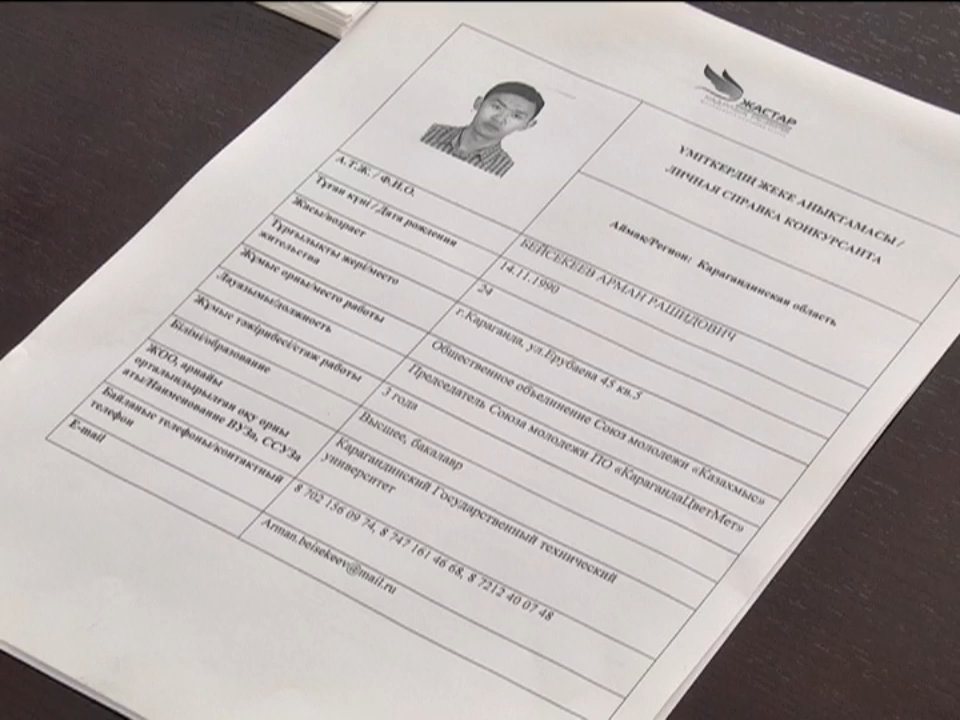 ЖАСТАР
ҮМІТКЕРДІҢ ЖЕКЕ АНЫҚТАМАСЫ /
ЛИЧНАЯ СПРАВКА КОНКУРСАНТА
Аймақ/Регион: Карагандинская область
А.Т.Ж. / Ф.И.О.
БЕЙСЕКЕЕВ АРМАН РАШИДОВИЧ
Туған күні / Дата рождения
14.11.1990
Жасы/возраст
24
Тұрғылықты жері/место
жительства
г.Караганда, ул.Ерубаева 45 кв.5
Жұмыс орны/место работы
Общественное объединение Союз молодежи «Казахмыс»
Лауазымы/должность
Председатель Союза молодежи ПО «КарагандаЦветМет»
Жұмыс тәжірибесі/стаж работы
3 года
Білімі/образование
Высшее, бакалавр
ЖОО, арнайы
орталындырылған оқу орны
аты/Наименование ВУЗа, ССУЗа
Карагандинский Государственный технический
университет
Байланыс телефоны/контактный
телефон
8 702 156 09 74, 8 747 161 46 68, 8 7212 40 07 48
E-mail
Arman.beisekeev@mail.ru